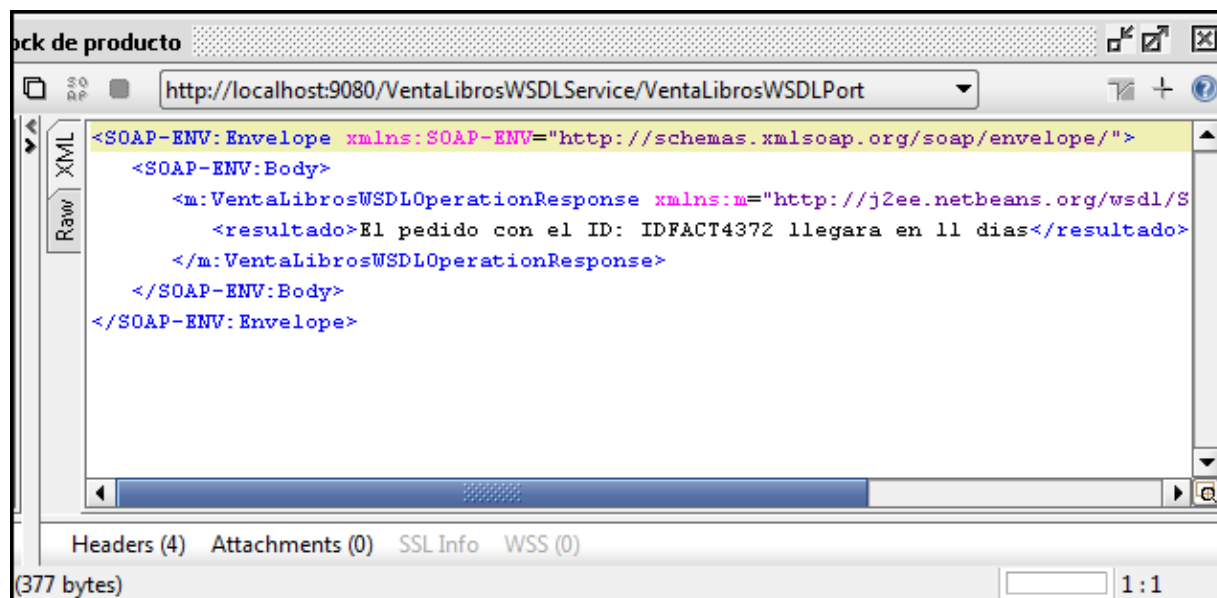 ock de producto
http://localhost:9080/VentaLibrosWSDLService/VentaLibrosWSDLPort
XML
Raw
<SOAP-ENV:Envelope xmlns:SOAP-ENV="http://schemas.xmlsoap.org/soap/envelope/">
<SOAP-ENV:Body>
<m:VentaLibrosWSDLOperationResponse xmlns:m="http://j2ee.netbeans.org/wsdl/S
<resultado>El pedido con el ID: IDFACT4372 llegara en 11 dias</resultado>
</m:VentaLibrosWSDLOperationResponse>
</SOAP-ENV:Body>
</SOAP-ENV:Envelope>
Headers (4) Attachments (0) SSL Info WSS (0)
(377 bytes) 1:1